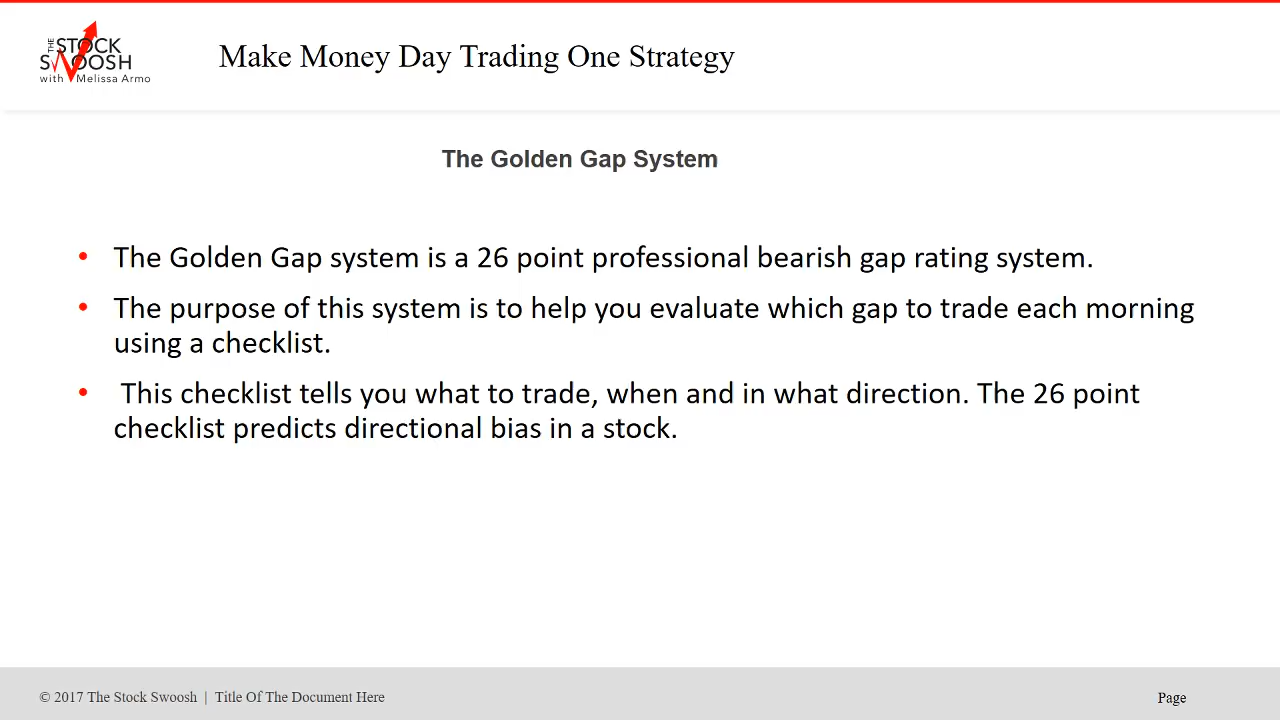 THE STOCK
SWOOSH
with Melissa Armo
Make Money Day Trading One Strategy
The Golden Gap System
• The Golden Gap system is a 26 point professional bearish gap rating system.
• The purpose of this system is to help you evaluate which gap to trade each morning
using a checklist.
• This checklist tells you what to trade, when and in what direction. The 26 point
checklist predicts directional bias in a stock.
© 2017 The Stock Swoosh | Title Of The Document Here
Page